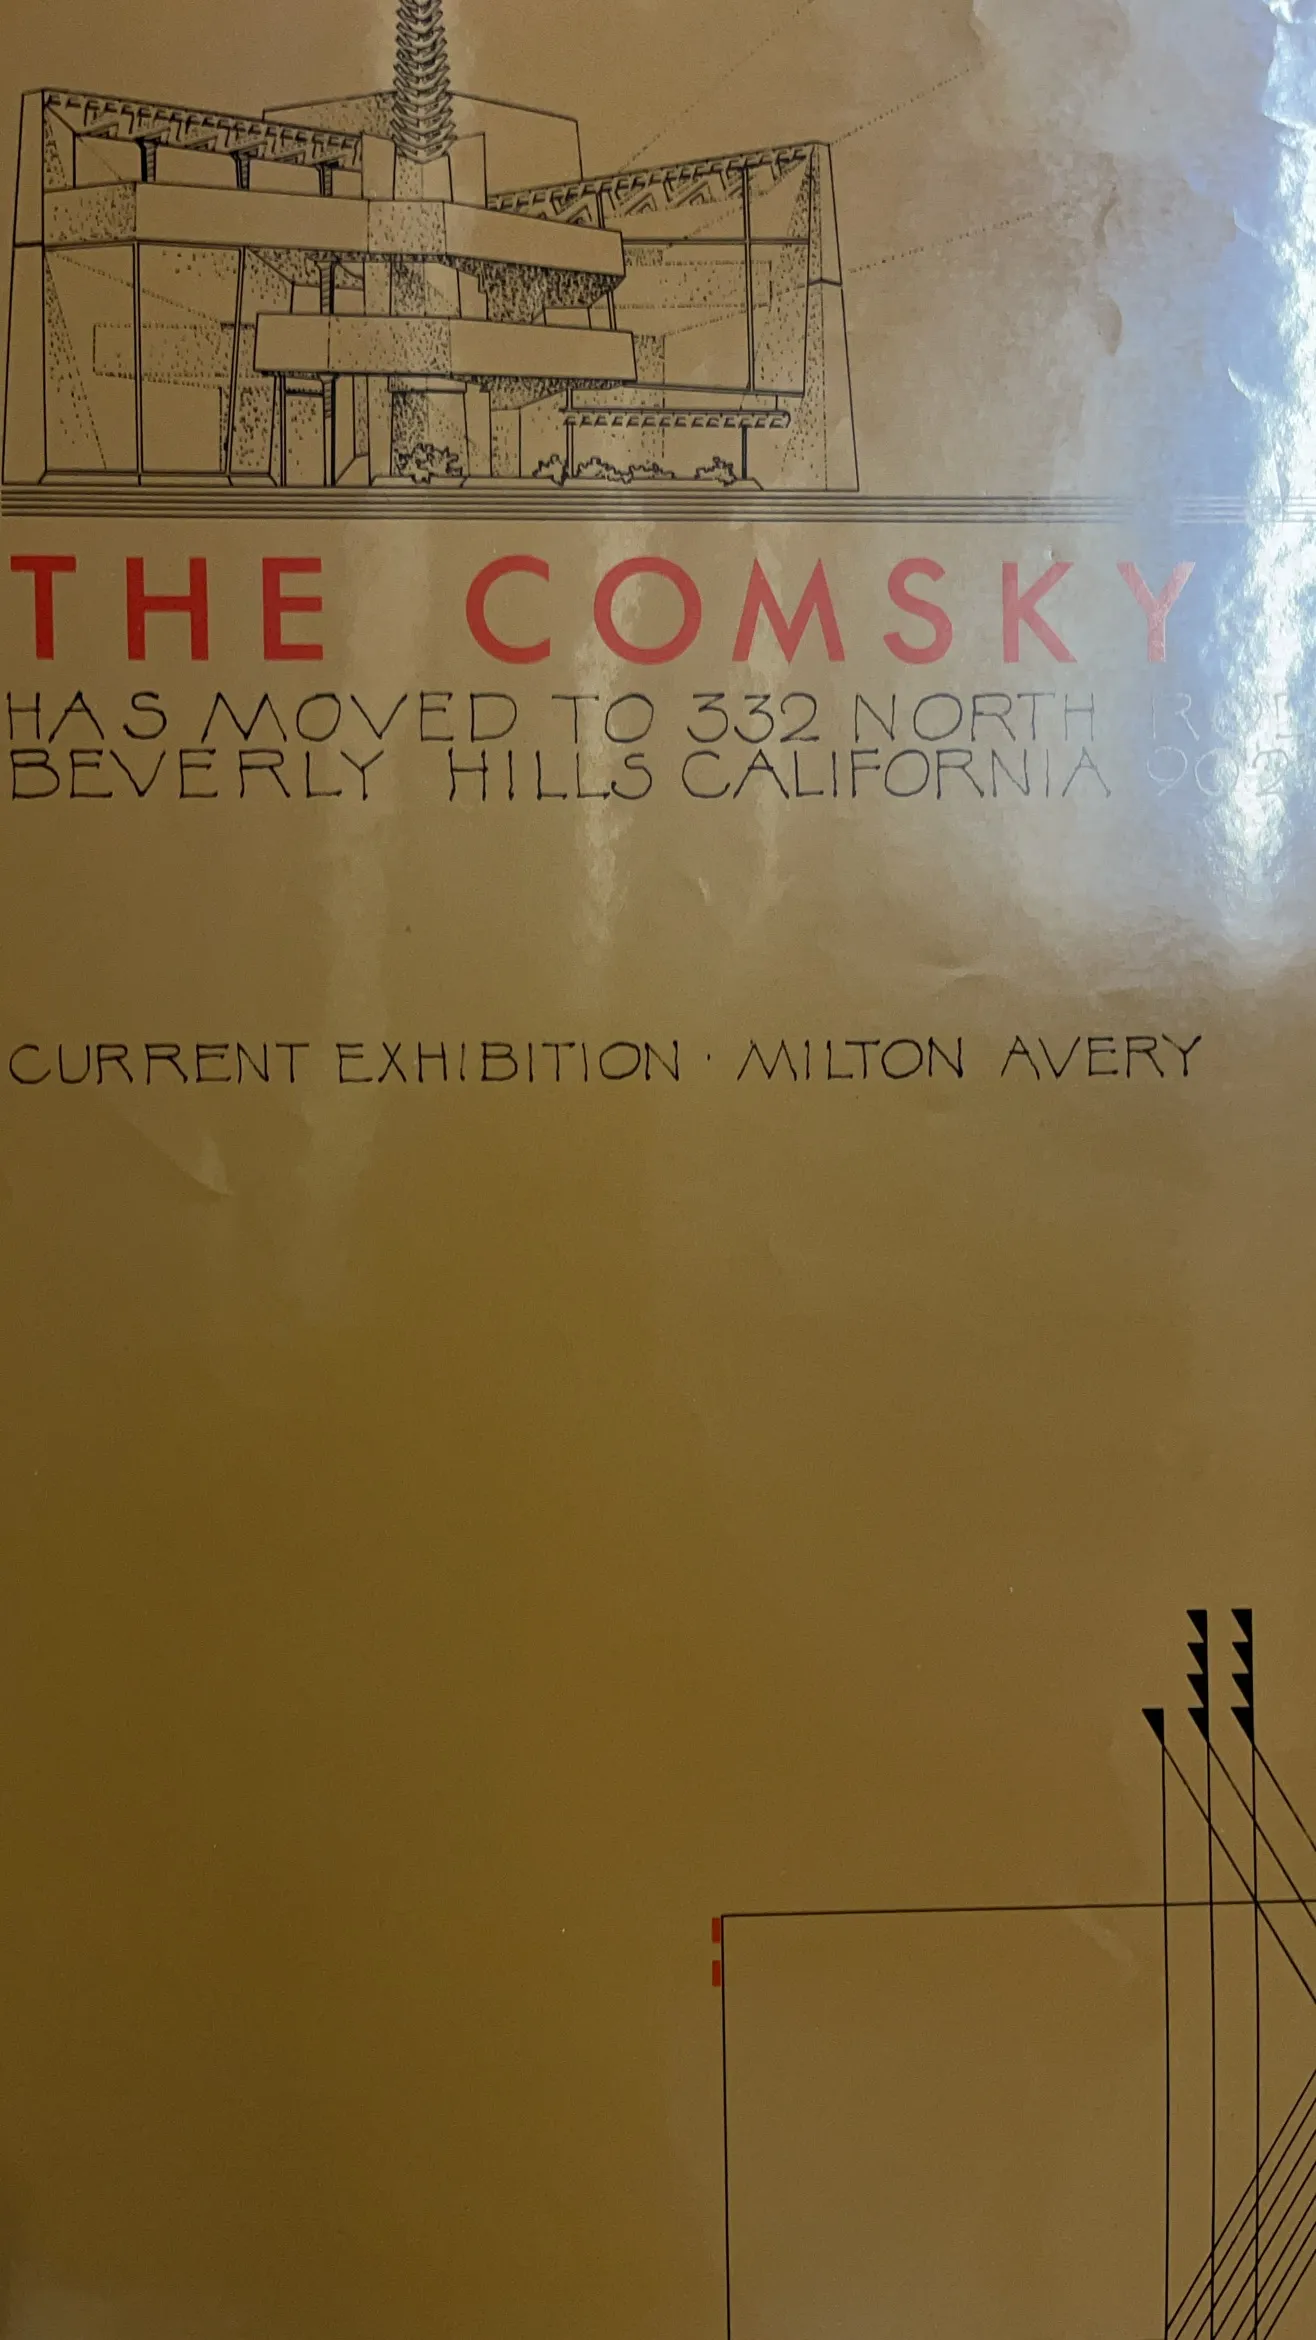 THE COMSKY
HAS MOVED TO 332 NORTH
BEVERLY HILLS CALIFORNIA
CURRENT EXHIBITION · MILTON AVERY